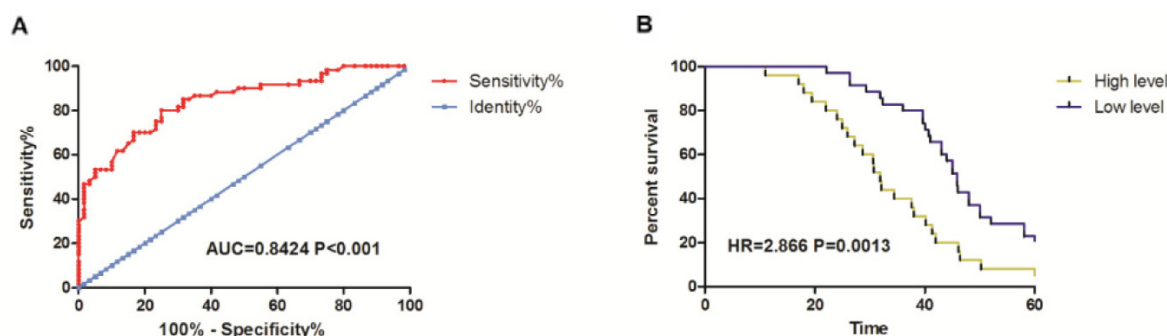 A
Sensitivity%
100
80
60
40
20
0
0 20 40 60 80 100
100% - Specificity%
AUC=0.8424 P<0.001
Sensitivity%
Identity%
B
Percent survival
100
80
60
40
20
0
0 20 40 60
Time
HR=2.866 P=0.0013
High level
Low level